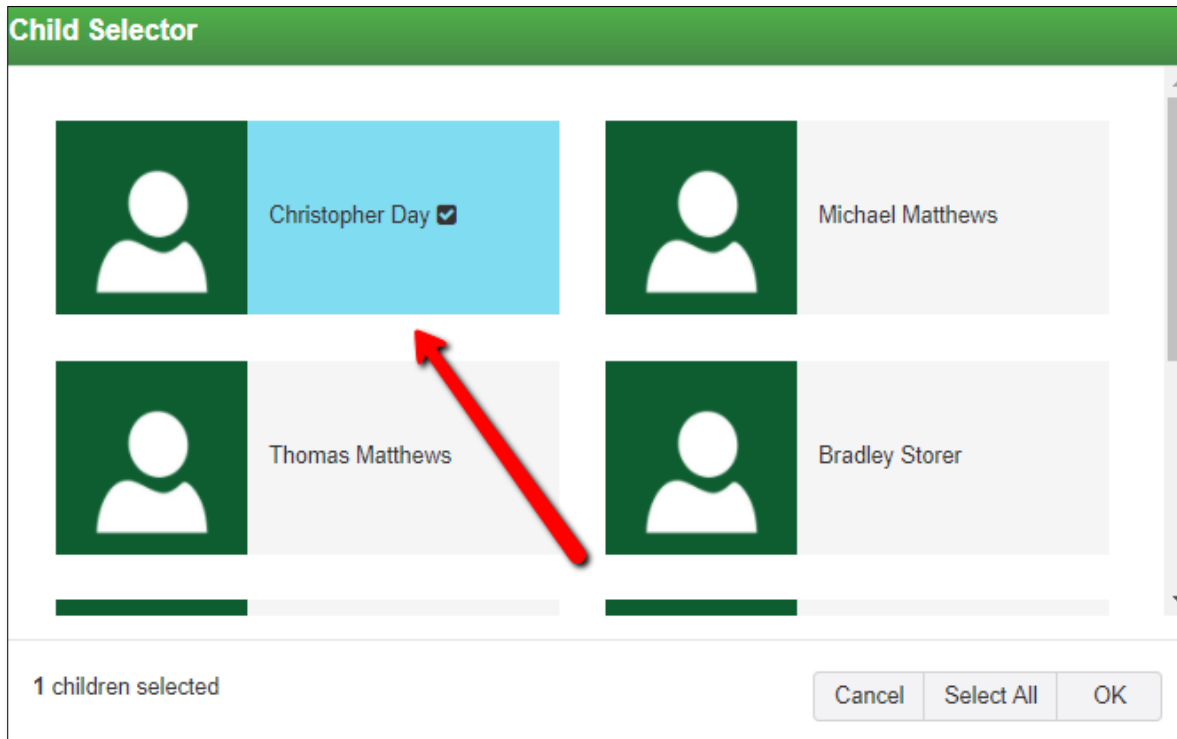 Child Selector
Christopher Day
Michael Matthews
Thomas Matthews
Bradley Storer
1 children selected
Cancel
Select All
OK